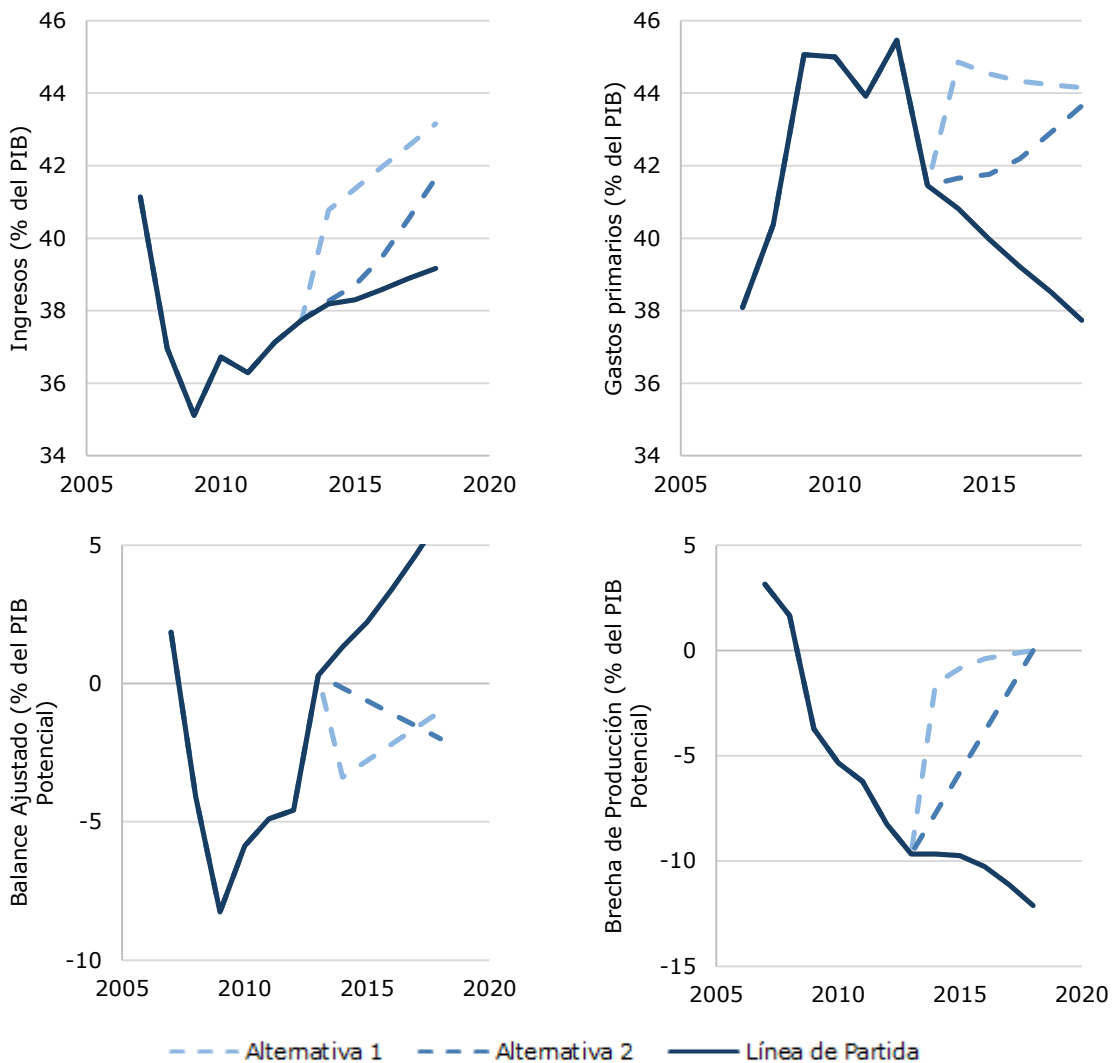 Ingresos (% del PIB)
46
44
42
40
38
36
34
2005 2010 2015 2020
Gastos primarios (% del PIB)
46
44
42
40
38
36
34
2005 2010 2015
Balance Ajustado (% del PIB
Potencial)
5
0
-5
-10
2005 2010 2015 2020
Brecha de Producción (% del PIB
Potencial)
5
0
-5
-10
-15
2005 2010 2015 2020
Alternativa 1 Alternativa 2 Línea de Partida